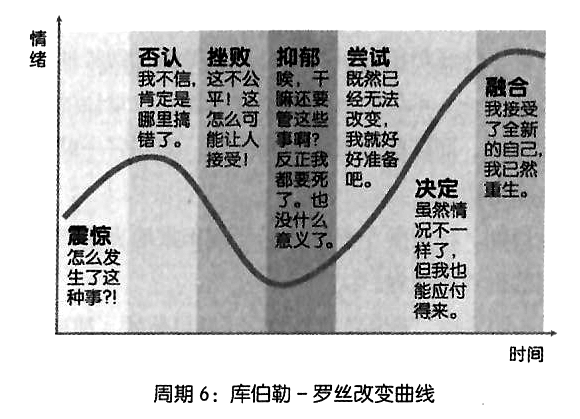 情
绪
否认
我不信，
肯定是
哪里搞
错了。
挫败
这不公
平！这
怎么可
能让人
接受！
抑郁
唉，干
嘛还要
管这些
事啊？
反正我
都要死
了。也
没什么
意义了。
尝试
既然已
经无法
改变，
我就好
好准备
吧。
融合
我接受
了全新
的自己，
我已然
重生。
决定
虽然情
况不一
样了，
但我也
能应付
得来。
震惊
怎么发
生了这
种事?!
时间
周期 6：库伯勒－罗丝改变曲线